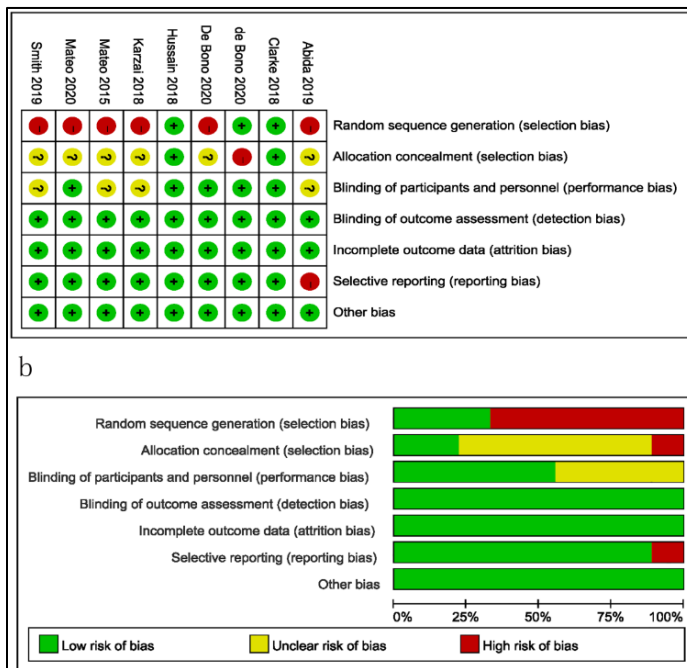 Smith 2019
Mateo 2020
Mateo 2015
Karzai 2018
Hussain 2018
De Bono 2020
de Bono 2020
Clarke 2018
Abida 2019
- - - - + - + + - Random sequence generation (selection bias)
? ? ? ? + ? - + ? Allocation concealment (selection bias)
? + ? ? + + + + ? Blinding of participants and personnel (performance bias)
+ + + + + + + + + Blinding of outcome assessment (detection bias)
+ + + + + + + + + Incomplete outcome data (attrition bias)
+ + + + + + + + - Selective reporting (reporting bias)
+ + + + + + + + + Other bias
b
Random sequence generation (selection bias)
Allocation concealment (selection bias)
Blinding of participants and personnel (performance bias)
Blinding of outcome assessment (detection bias)
Incomplete outcome data (attrition bias)
Selective reporting (reporting bias)
Other bias
0% 25% 50% 75% 100%
Low risk of bias Unclear risk of bias High risk of bias